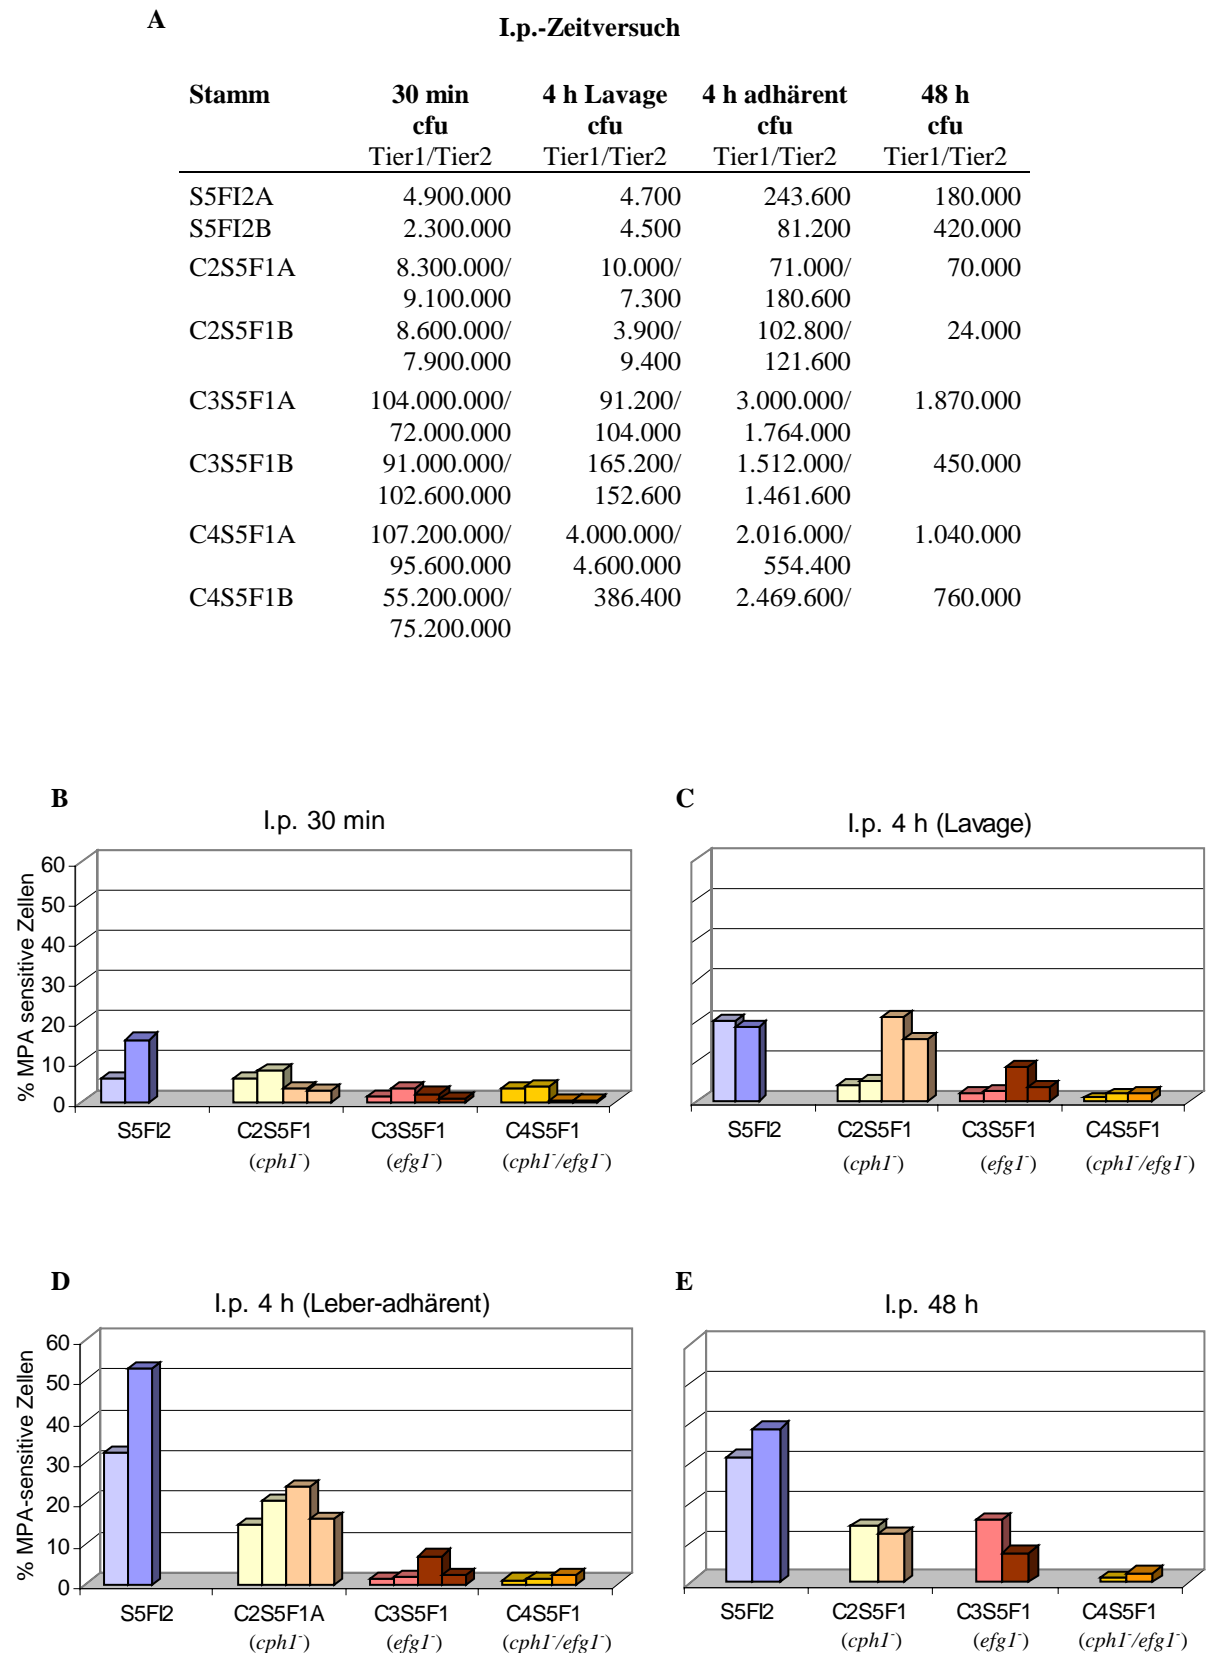 A
I.p.-Zeitversuch
Stamm 30 min 4 h Lavage 4 h adhärent 48 h
cfu cfu cfu cfu
Tier1/Tier2 Tier1/Tier2 Tier1/Tier2 Tier1/Tier2
S5FI2A 4.900.000 4.700 243.600 180.000
S5FI2B 2.300.000 4.500 81.200 420.000
C2S5F1A 8.300.000/ 10.000/ 71.000/ 70.000
9.100.000 7.300 180.600
C2S5F1B 8.600.000/ 3.900/ 102.800/ 24.000
7.900.000 9.400 121.600
C3S5F1A 104.000.000/ 91.200/ 3.000.000/ 1.870.000
72.000.000 104.000 1.764.000
C3S5F1B 91.000.000/ 165.200/ 1.512.000/ 450.000
102.600.000 152.600 1.461.600
C4S5F1A 107.200.000/ 4.000.000/ 2.016.000/ 1.040.000
95.600.000 4.600.000 554.400
C4S5F1B 55.200.000/ 386.400 2.469.600/ 760.000
75.200.000
B
I.p. 30 min
% MPA sensitive Zellen
60
50
40
30
20
10
0
S5FI2 C2S5F1 C3S5F1 C4S5F1
(cph1⁻) (efg1⁻) (cph1⁻/efg1⁻)
C
I.p. 4 h (Lavage)
S5FI2 C2S5F1 C3S5F1 C4S5F1
(cph1⁻) (efg1⁻) (cph1⁻/efg1⁻)
D
I.p. 4 h (Leber-adhärent)
% MPA-sensitive Zellen
60
50
40
30
20
10
0
S5FI2 C2S5F1A C3S5F1 C4S5F1
(cph1⁻) (efg1⁻) (cph1⁻/efg1⁻)
E
I.p. 48 h
S5FI2 C2S5F1 C3S5F1 C4S5F1
(cph1⁻) (efg1⁻) (cph1⁻/efg1⁻)